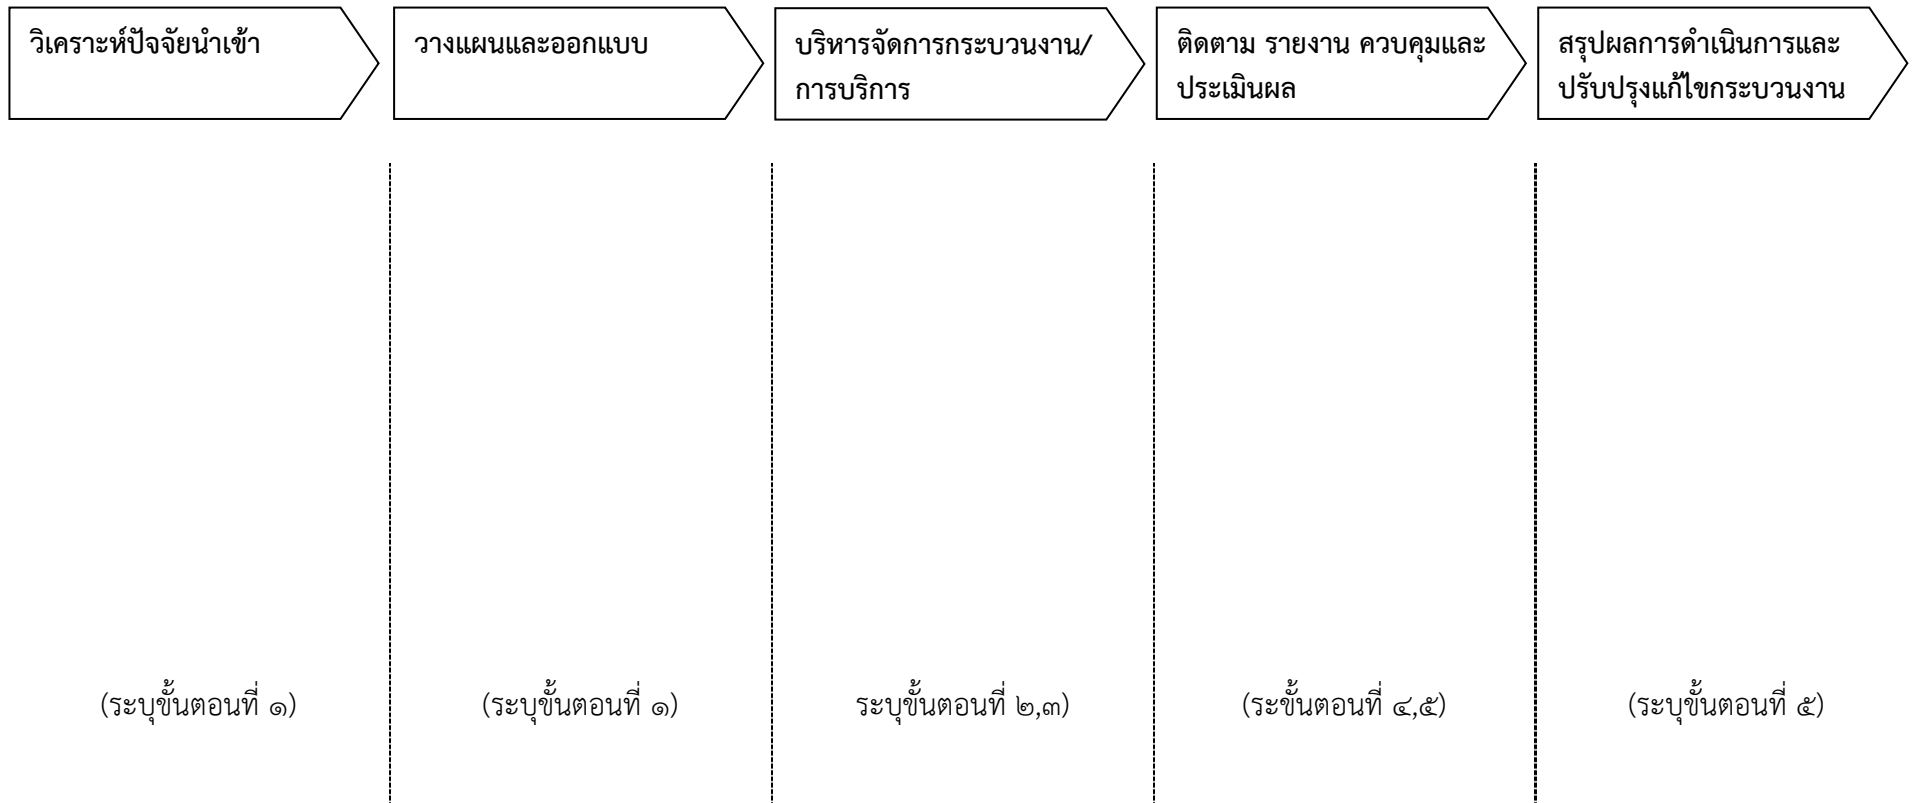 วิเคราะห์ปัจจัยนำเข้า
วางแผนและออกแบบ
บริหารจัดการกระบวนงาน/
การบริการ
ติดตาม รายงาน ควบคุมและ
ประเมินผล
สรุปผลการดำเนินการและ
ปรับปรุงแก้ไขกระบวนงาน
(ระบุขั้นตอนที่ ๑)
(ระบุขั้นตอนที่ ๑)
ระบุขั้นตอนที่ ๒,๓)
(ระขั้นตอนที่ ๔,๕)
(ระบุขั้นตอนที่ ๕)